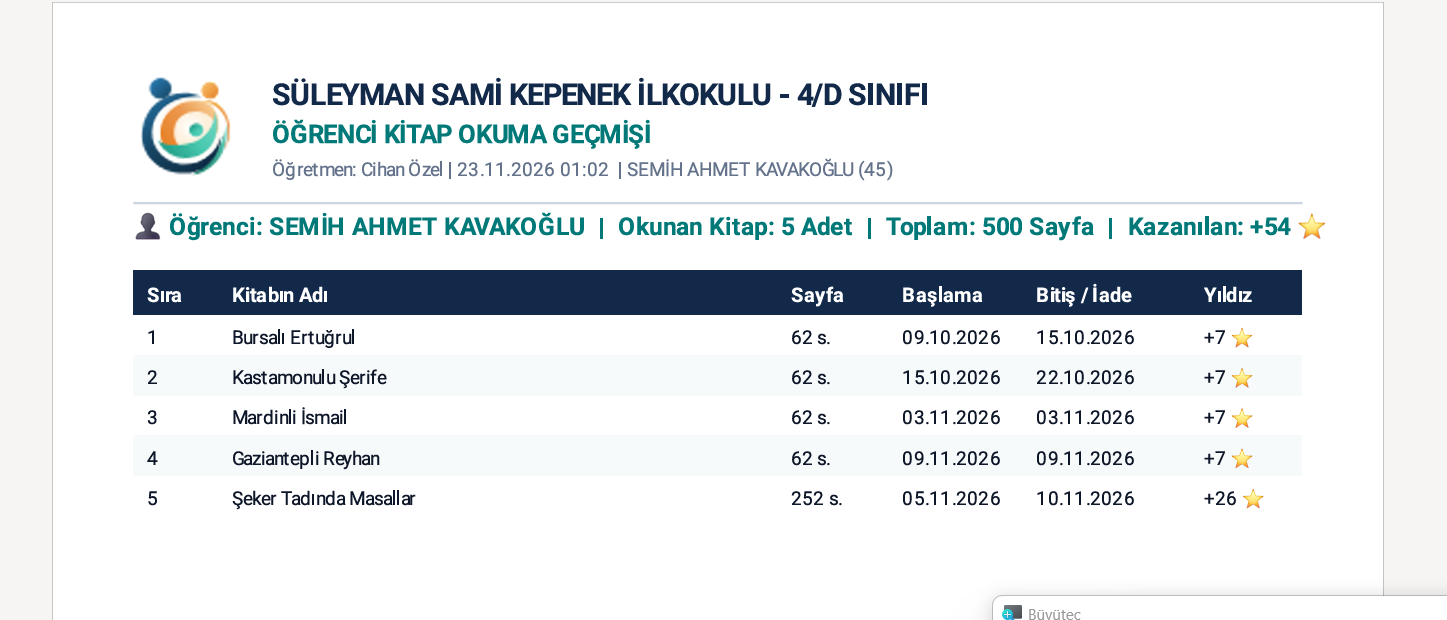 SÜLEYMAN SAMİ KEPENEK İLKOKULU - 4/D SINIFI
ÖĞRENCİ KİTAP OKUMA GEÇMİŞİ
Öğretmen: Cihan Özel | 23.11.2026 01:02 | SEMİH AHMET KAVAKOĞLU (45)
Öğrenci: SEMİH AHMET KAVAKOĞLU | Okunan Kitap: 5 Adet | Toplam: 500 Sayfa | Kazanılan: +54 ⭐
Sıra Kitabın Adı Sayfa Başlama Bitiş / İade Yıldız
1 Bursalı Ertuğrul 62 s. 09.10.2026 15.10.2026 +7 ⭐
2 Kastamonulu Şerife 62 s. 15.10.2026 22.10.2026 +7 ⭐
3 Mardinli İsmail 62 s. 03.11.2026 03.11.2026 +7 ⭐
4 Gaziantepli Reyhan 62 s. 09.11.2026 09.11.2026 +7 ⭐
5 Şeker Tadında Masallar 252 s. 05.11.2026 10.11.2026 +26 ⭐
Büyüteç